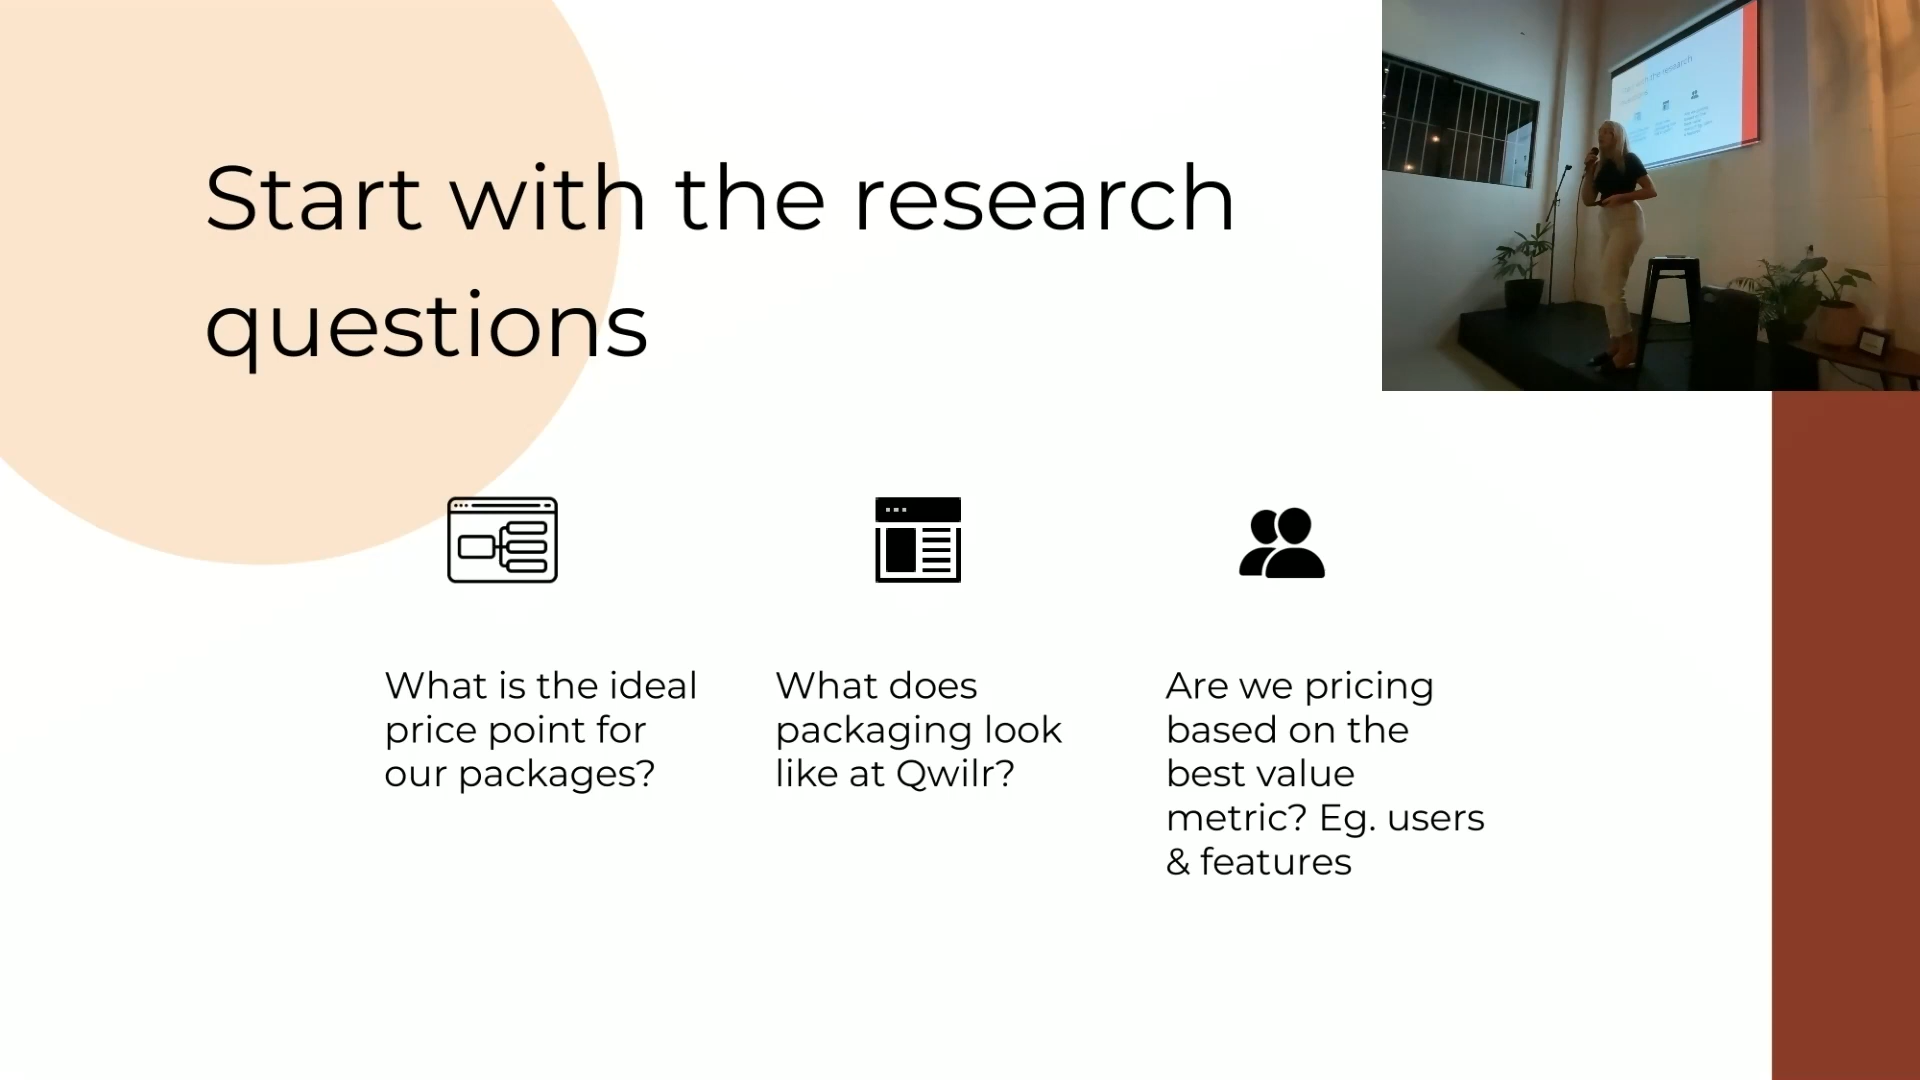 Start with the research
questions
What is the ideal
price point for
our packages?
What does
packaging look
like at Qwilr?
Are we pricing
based on the
best value
metric? Eg. users
& features